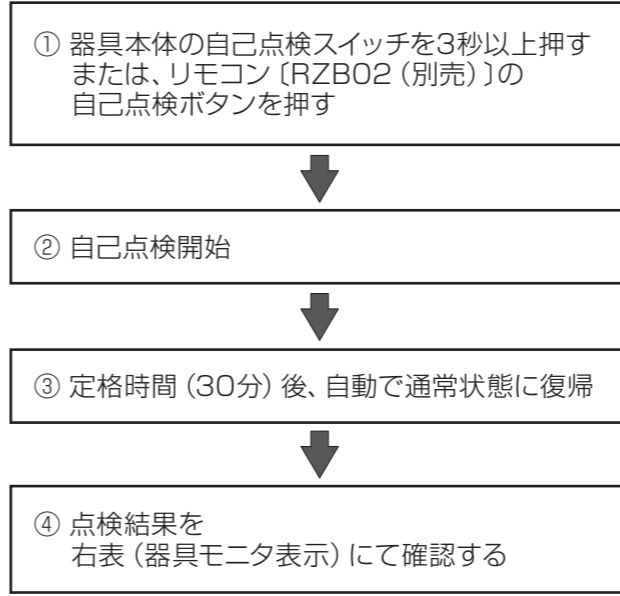 ① 器具本体の自己点検スイッチを3秒以上押す
または、リモコン〔RZB02（別売）〕の
自己点検ボタンを押す
② 自己点検開始
③ 定格時間（30分）後、自動で通常状態に復帰
④ 点検結果を
右表（器具モニタ表示）にて確認する